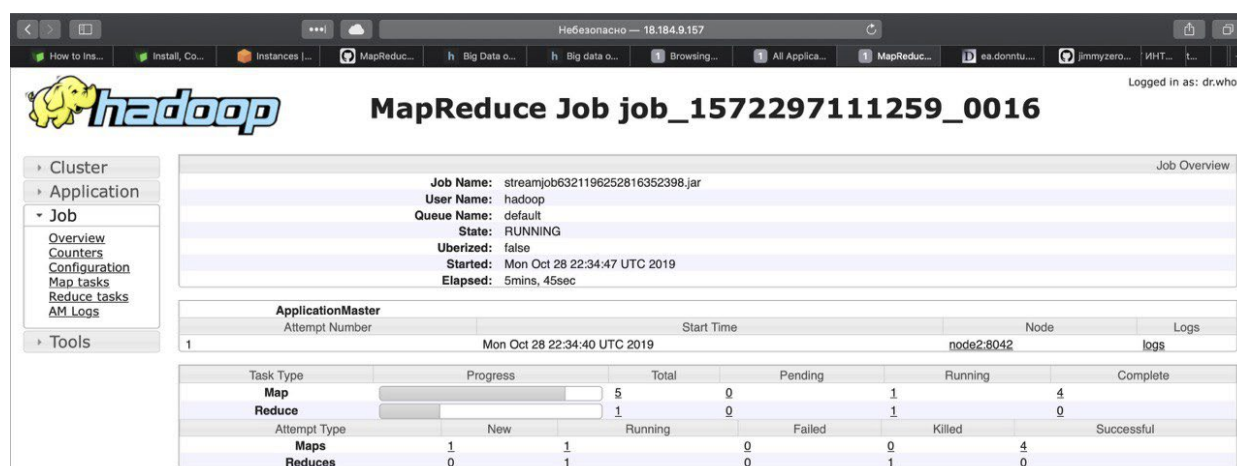 Небезопасно — 18.184.9.157
How to Ins... Install, Co... Instances |... MapReduc... Big Data o... Big data o... Browsing... All Applica... MapReduc... ea.donntu.... jimmyzero... ИНТ... t...
Logged in as: dr.who
hadoop
MapReduce Job job_1572297111259_0016
Cluster
Application
Job
Overview
Counters
Configuration
Map tasks
Reduce tasks
AM Logs
Tools
Job Overview
Job Name: streamjob6321196252816352398.jar
User Name: hadoop
Queue Name: default
State: RUNNING
Uberized: false
Started: Mon Oct 28 22:34:47 UTC 2019
Elapsed: 5mins, 45sec
ApplicationMaster
Attempt Number Start Time Node Logs
1 Mon Oct 28 22:34:40 UTC 2019 node2:8042 logs
Task Type Progress Total Pending Running Complete
Map 5 0 1 4
Reduce 1 0 1 0
Attempt Type New Running Failed Killed Successful
Maps 1 1 0 0 4
Reduces 0 1 0 1 0